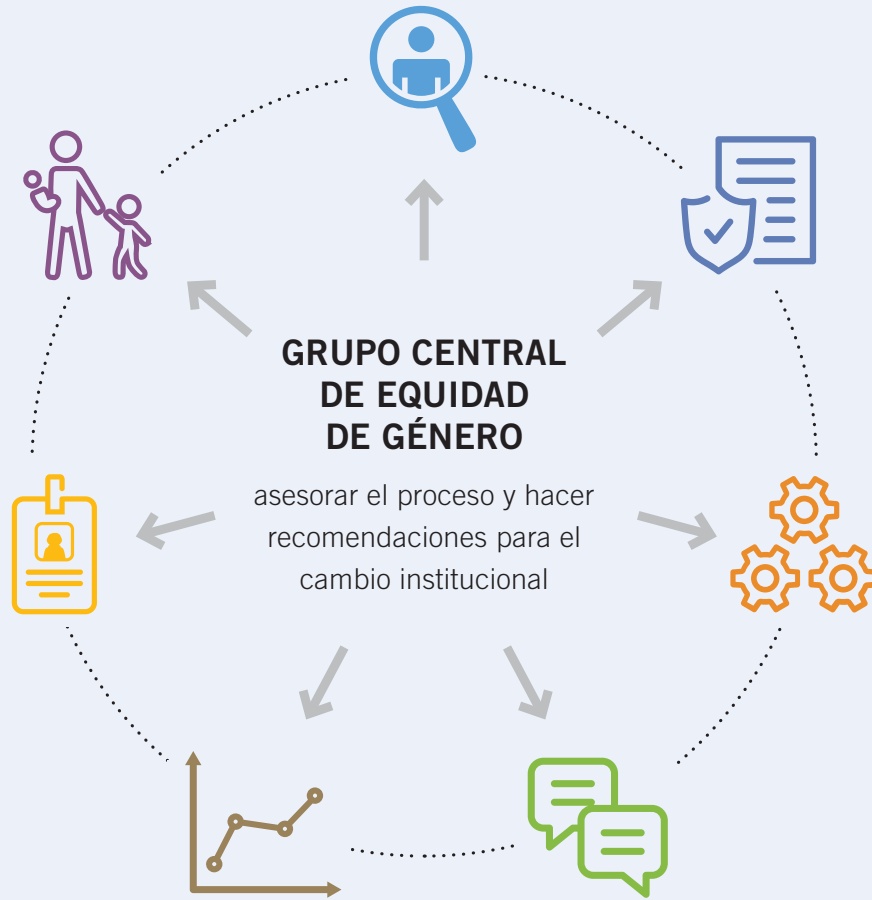 GRUPO CENTRAL
DE EQUIDAD
DE GÉNERO
asesorar el proceso y hacer
recomendaciones para el
cambio institucional